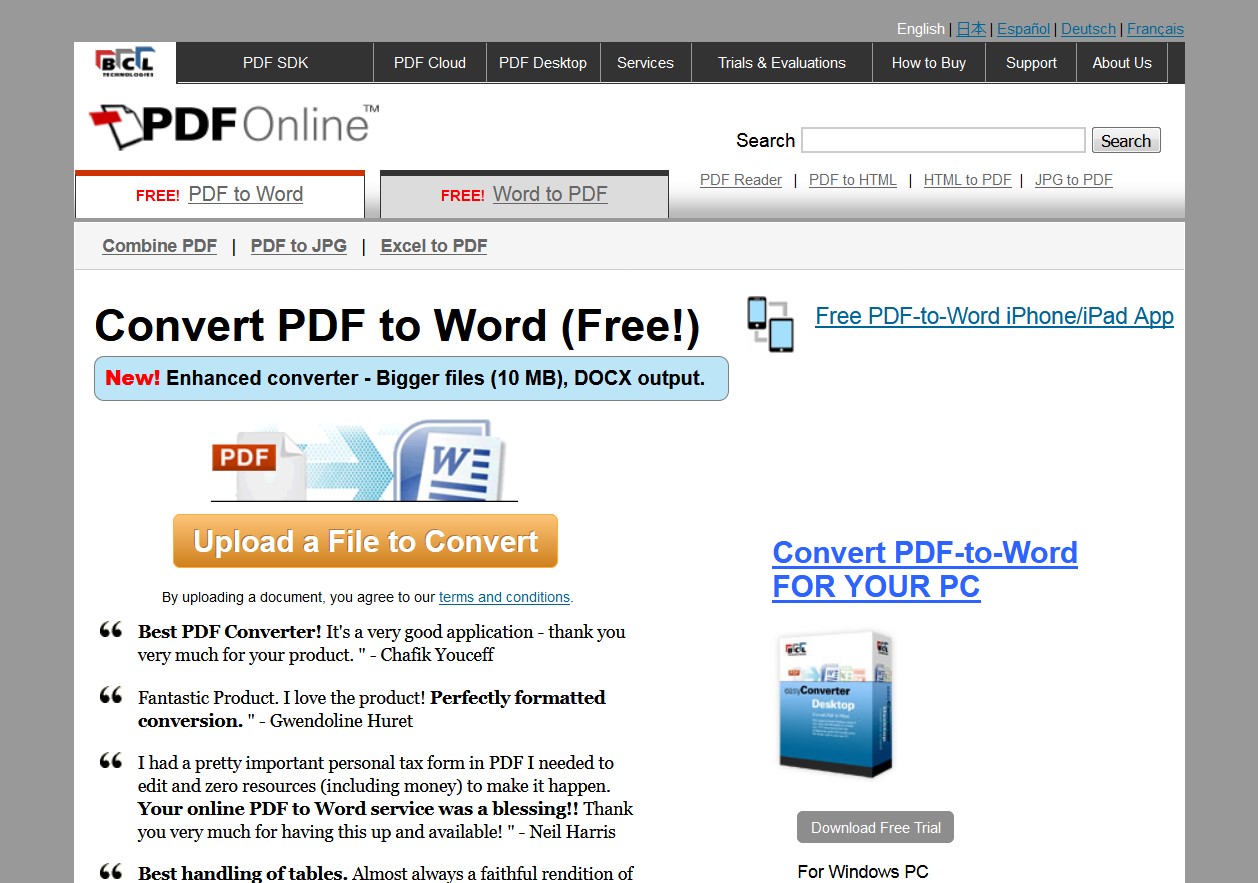 English | 日本 | Español | Deutsch | Français
BCL
TECHNOLOGIES
PDF SDK
PDF Cloud
PDF Desktop
Services
Trials & Evaluations
How to Buy
Support
About Us
PDF Online™
Search
Search
FREE! PDF to Word
FREE! Word to PDF
PDF Reader | PDF to HTML | HTML to PDF | JPG to PDF
Combine PDF | PDF to JPG | Excel to PDF
Convert PDF to Word (Free!)
New! Enhanced converter - Bigger files (10 MB), DOCX output.
PDF
W
Upload a File to Convert
By uploading a document, you agree to our terms and conditions.
❝ Best PDF Converter! It's a very good application - thank you
very much for your product. " - Chafik Youceff
❝ Fantastic Product. I love the product! Perfectly formatted
conversion. " - Gwendoline Huret
❝ I had a pretty important personal tax form in PDF I needed to
edit and zero resources (including money) to make it happen.
Your online PDF to Word service was a blessing!! Thank
you very much for having this up and available! " - Neil Harris
❝ Best handling of tables. Almost always a faithful rendition of
Free PDF-to-Word iPhone/iPad App
Convert PDF-to-Word
FOR YOUR PC
BCL
easyConverter
Desktop
Download Free Trial
For Windows PC